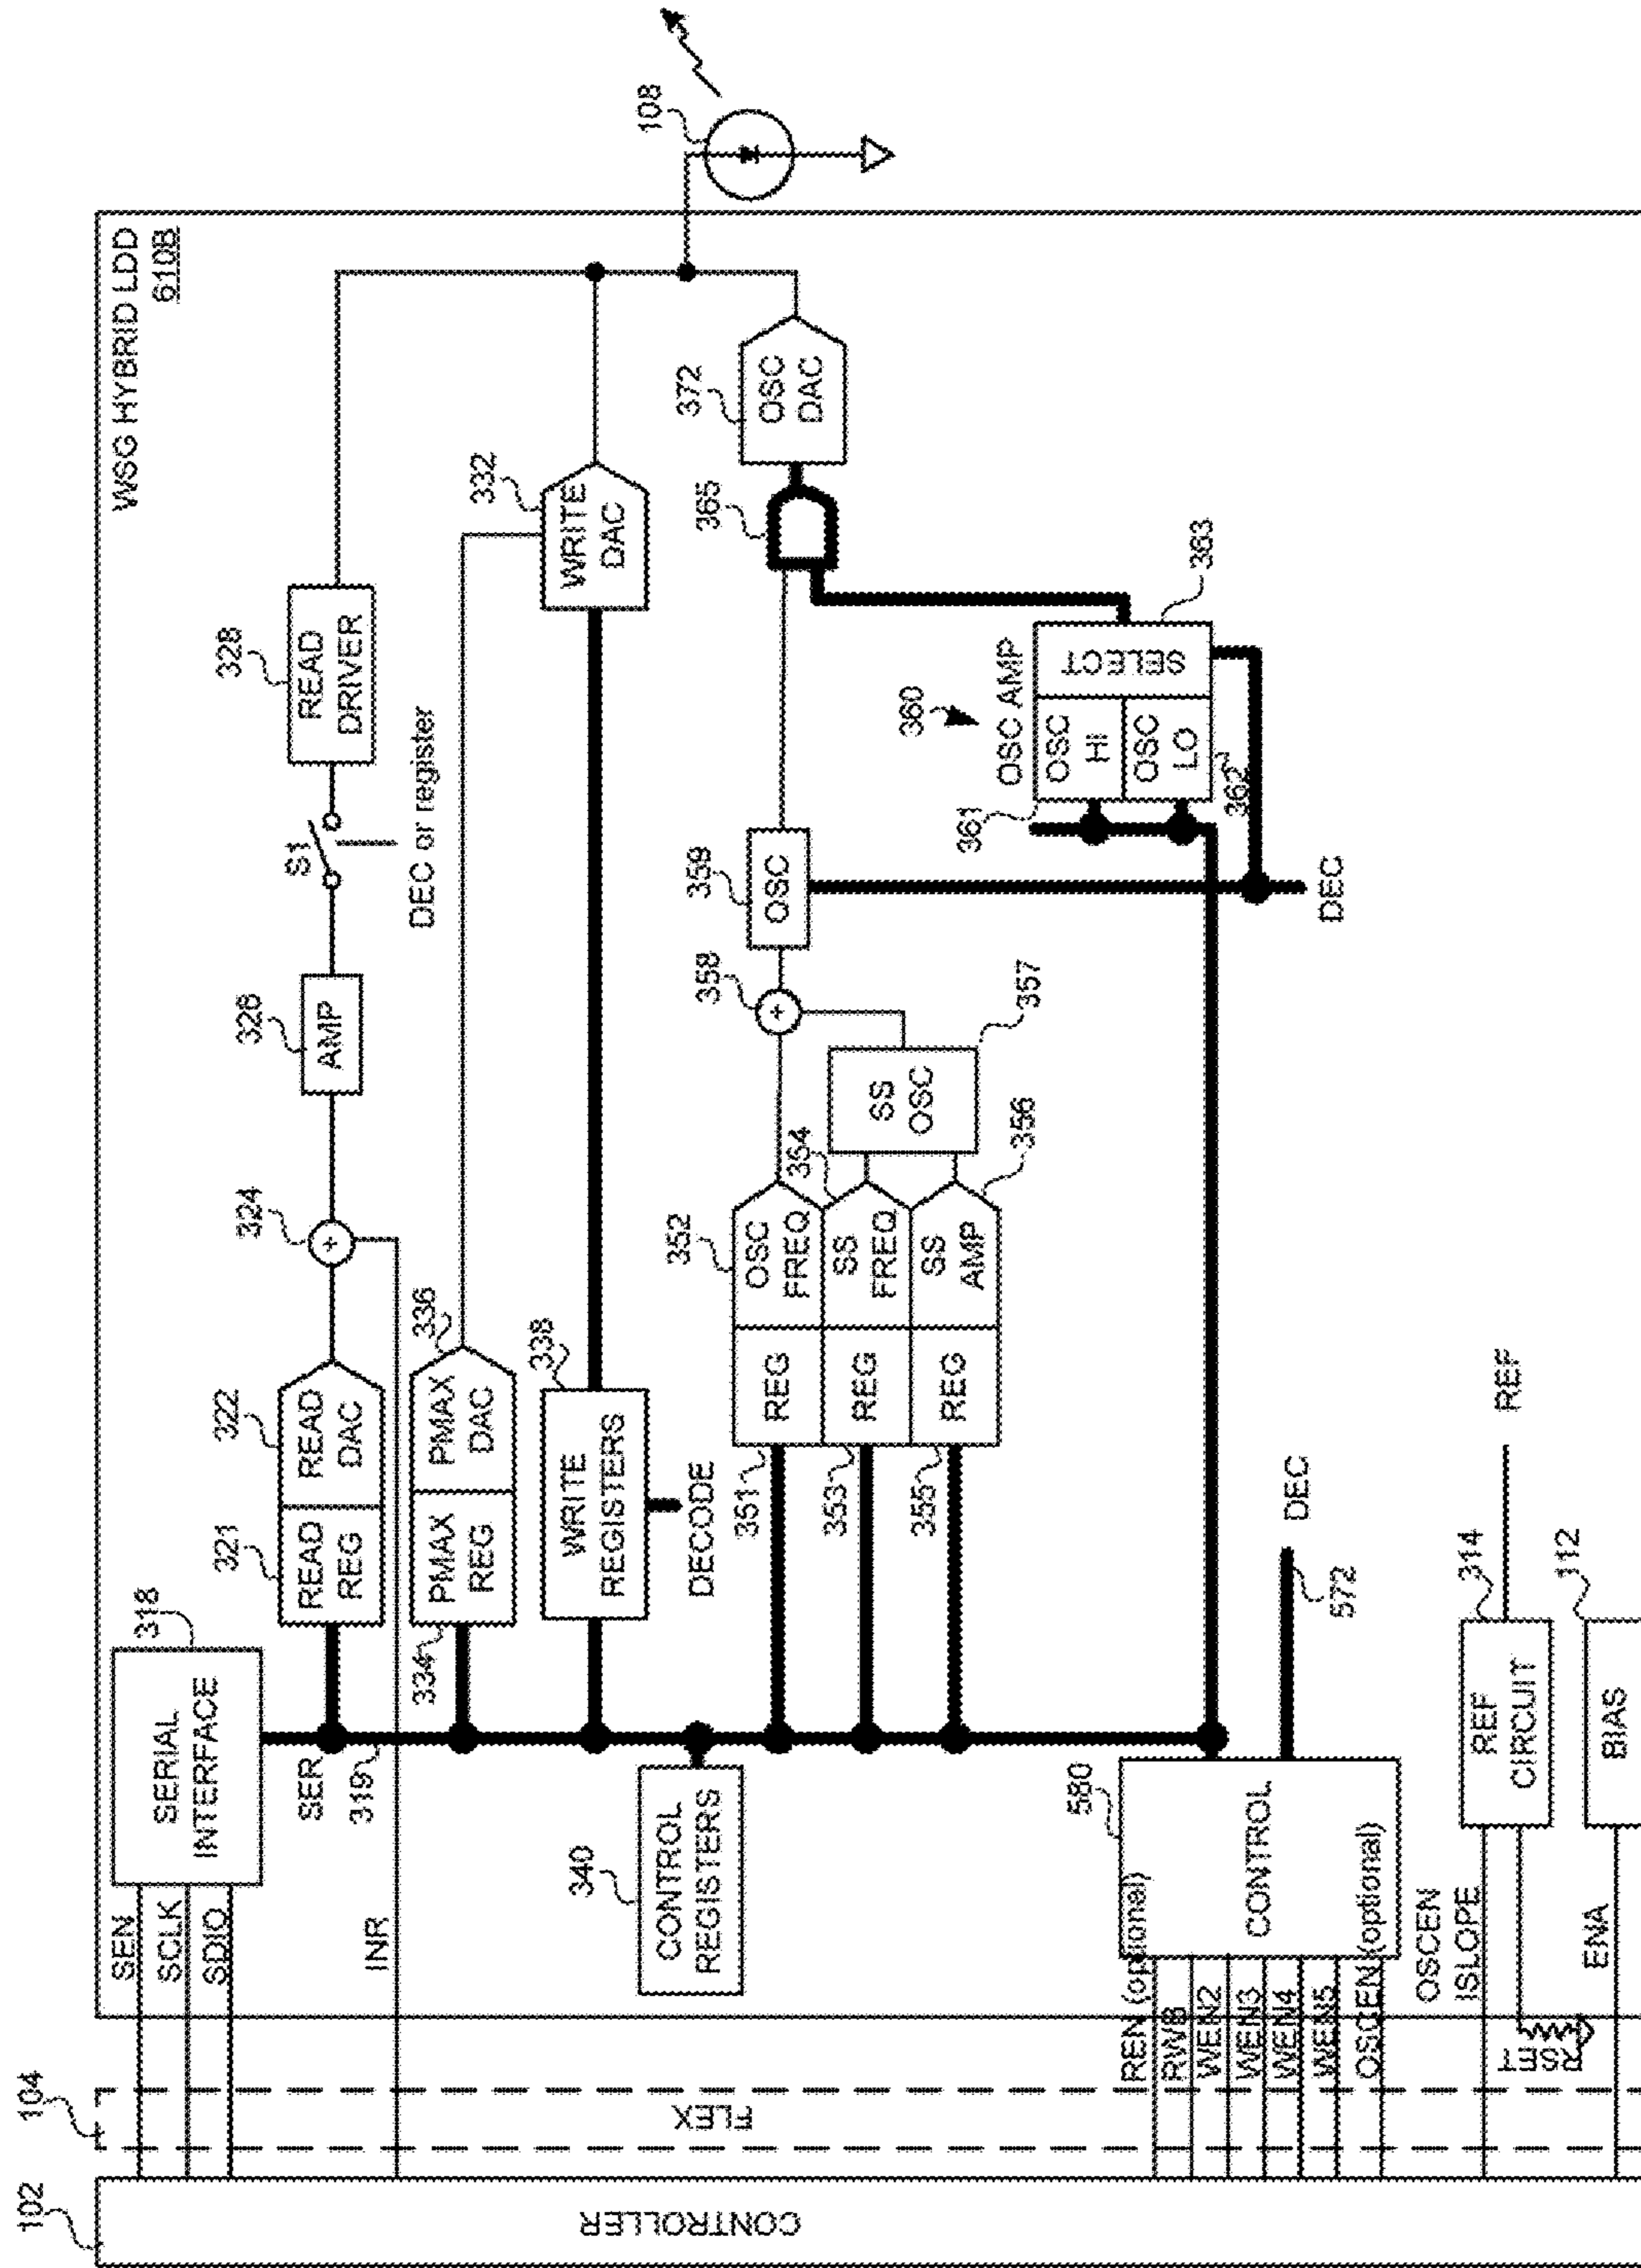 WSG HYBRID LDD
610B
102
CONTROLLER
104
FLEX
SEN
SCLK
SDIO
318
SERIAL
INTERFACE
SER
319
INR
321
READ
REG
322
READ
DAC
324
326
AMP
S1
DEC or register
328
READ
DRIVER
334
PMAX
REG
336
PMAX
DAC
338
WRITE
REGISTERS
DECODE
332
WRITE
DAC
108
340
CONTROL
REGISTERS
351
REG
352
OSC
FREQ
353
REG
354
SS
FREQ
355
REG
356
SS
AMP
357
SS
OSC
358
359
OSC
360
OSC AMP
361
OSC
HI
362
OSC
LO
363
SELECT
DEC
365
372
OSC
DAC
REN (optional)
RWB
WEN2
WEN3
WEN4
WEN5
OSCEN(optional)
580
CONTROL
572
DEC
OSCEN
ISLOPE
RSET
314
REF
CIRCUIT
IREF
ENA
112
BIAS